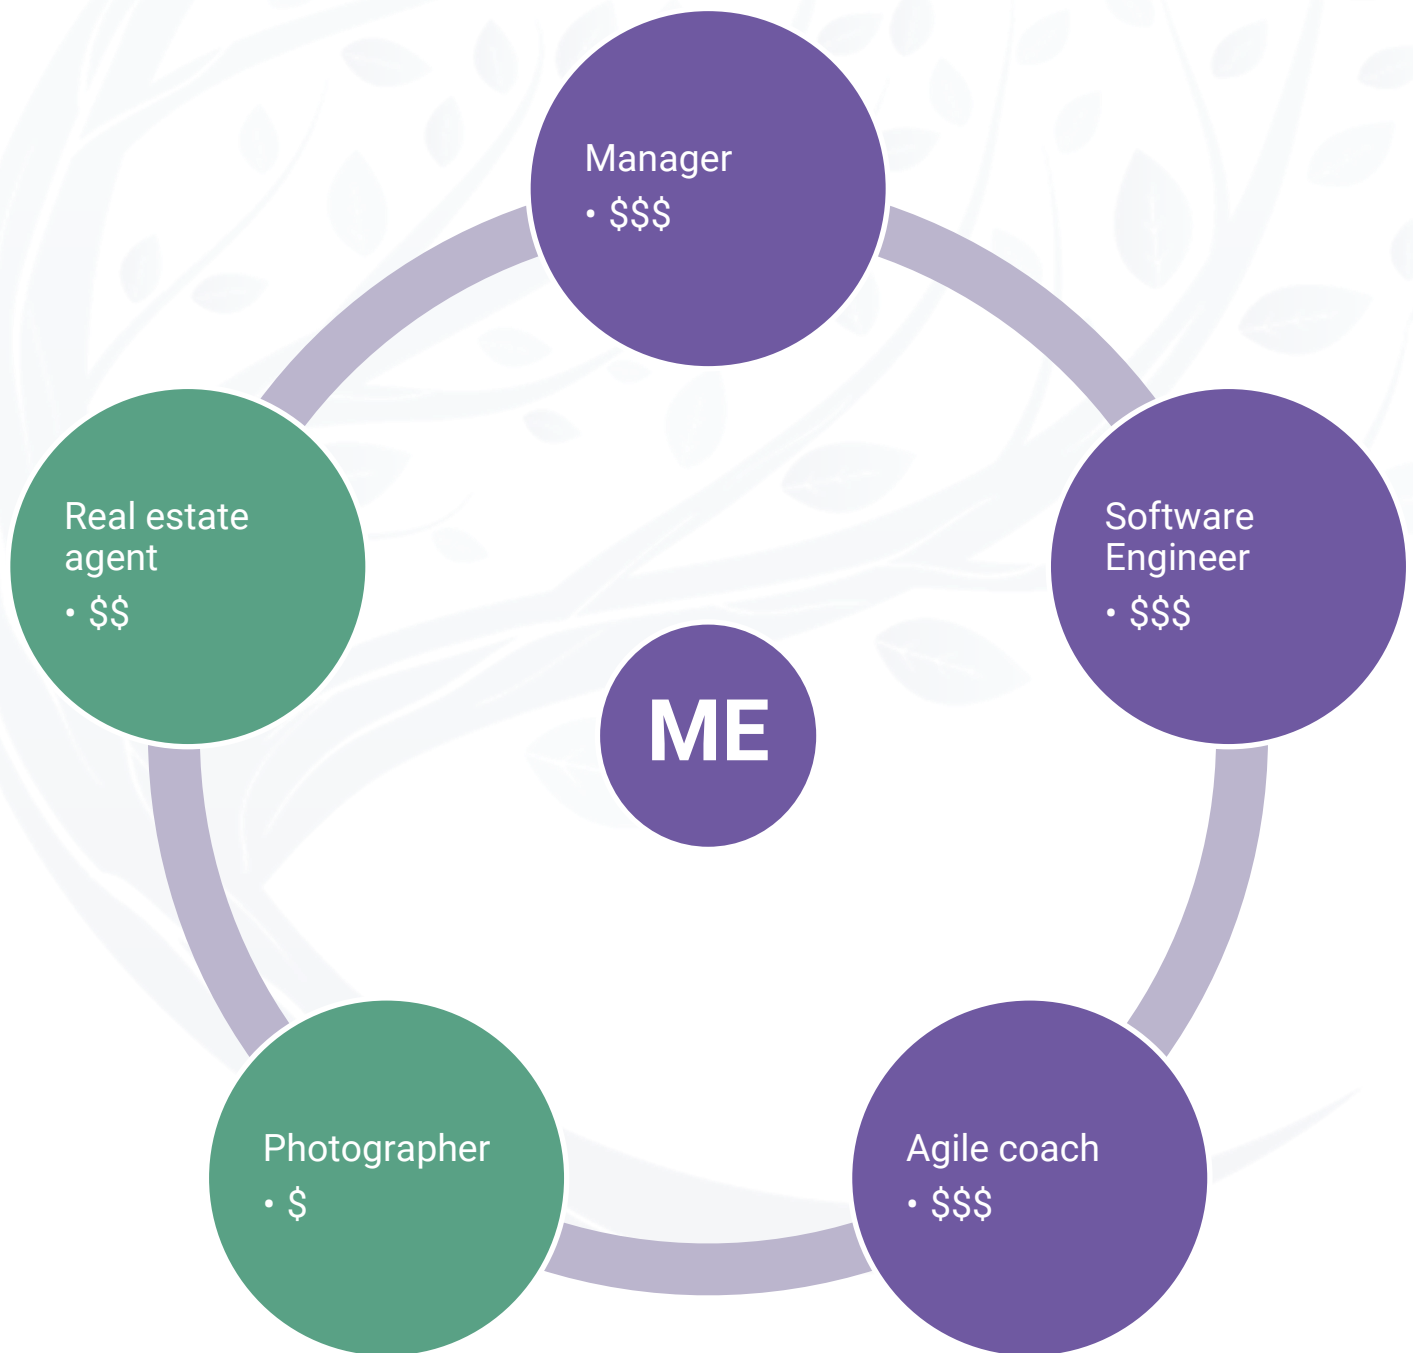 Manager
• $$$
Real estate
agent
• $$
Software
Engineer
• $$$
ME
Photographer
• $
Agile coach
• $$$